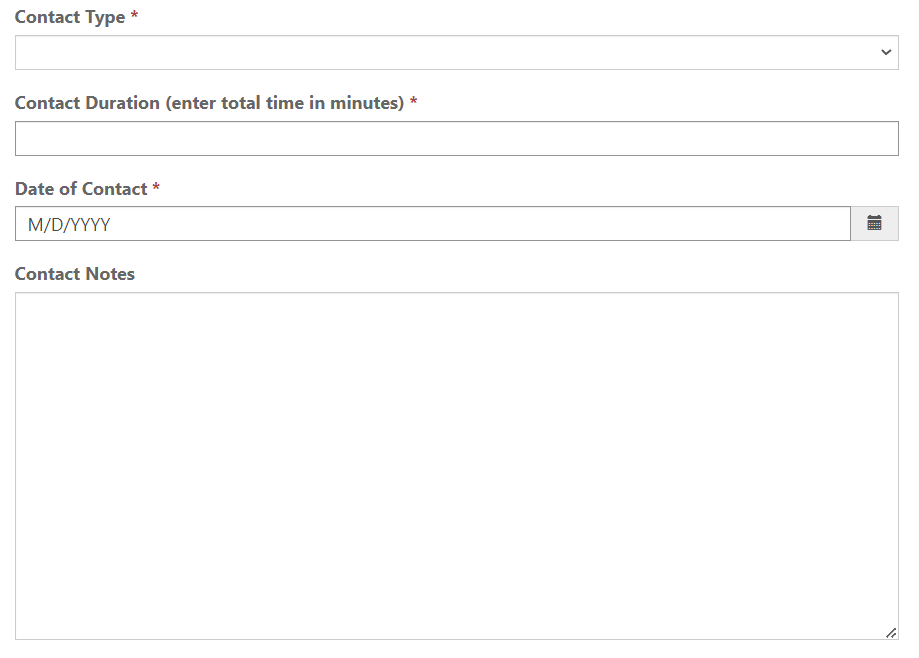 Contact Type *
Contact Duration (enter total time in minutes) *
Date of Contact *
M/D/YYYY
Contact Notes